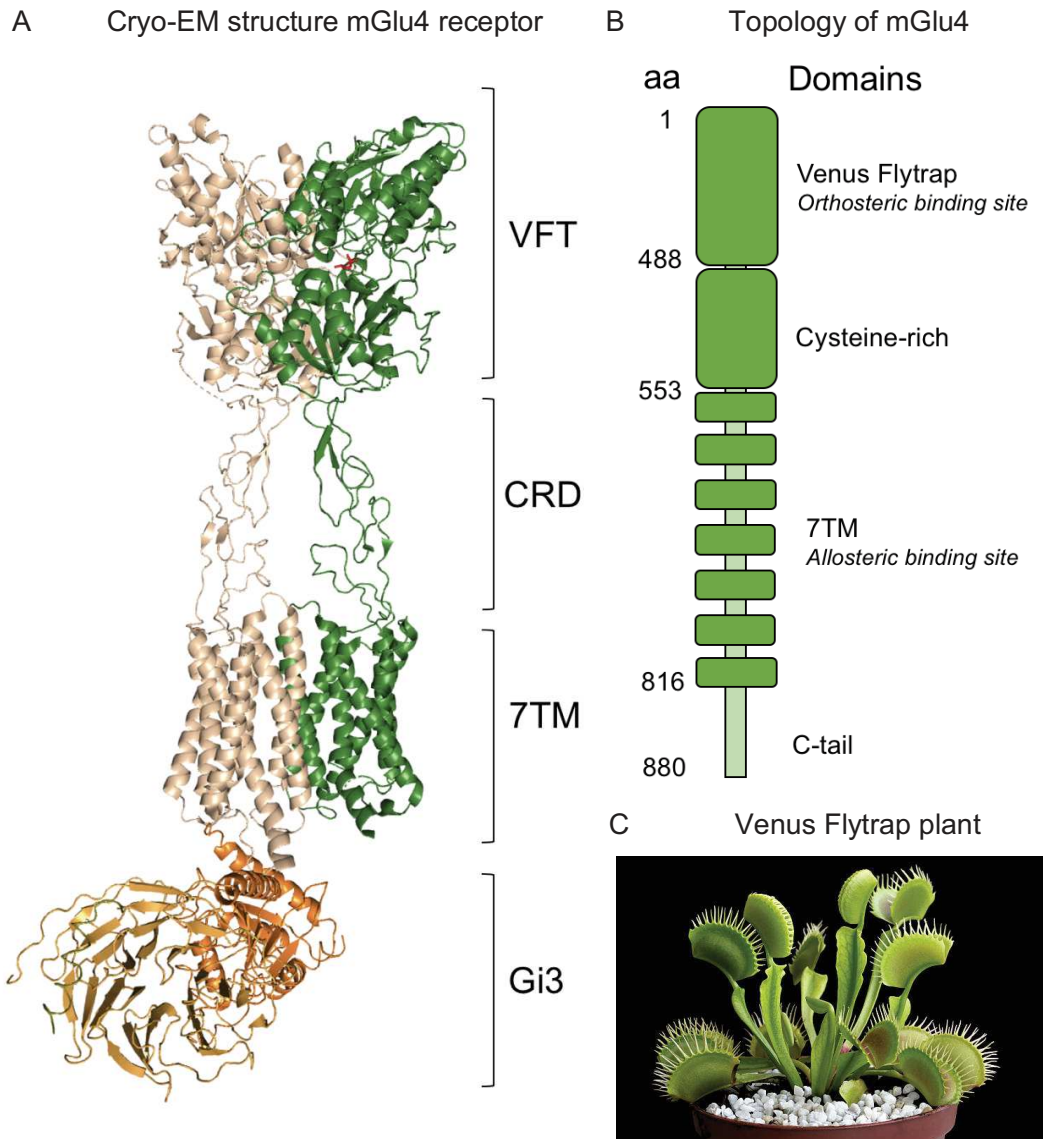 A
Cryo-EM structure mGlu4 receptor
VFT
CRD
7TM
Gi3
B
Topology of mGlu4
aa
Domains
1
Venus Flytrap
Orthosteric binding site
488
Cysteine-rich
553
7TM
Allosteric binding site
816
C-tail
880
C
Venus Flytrap plant